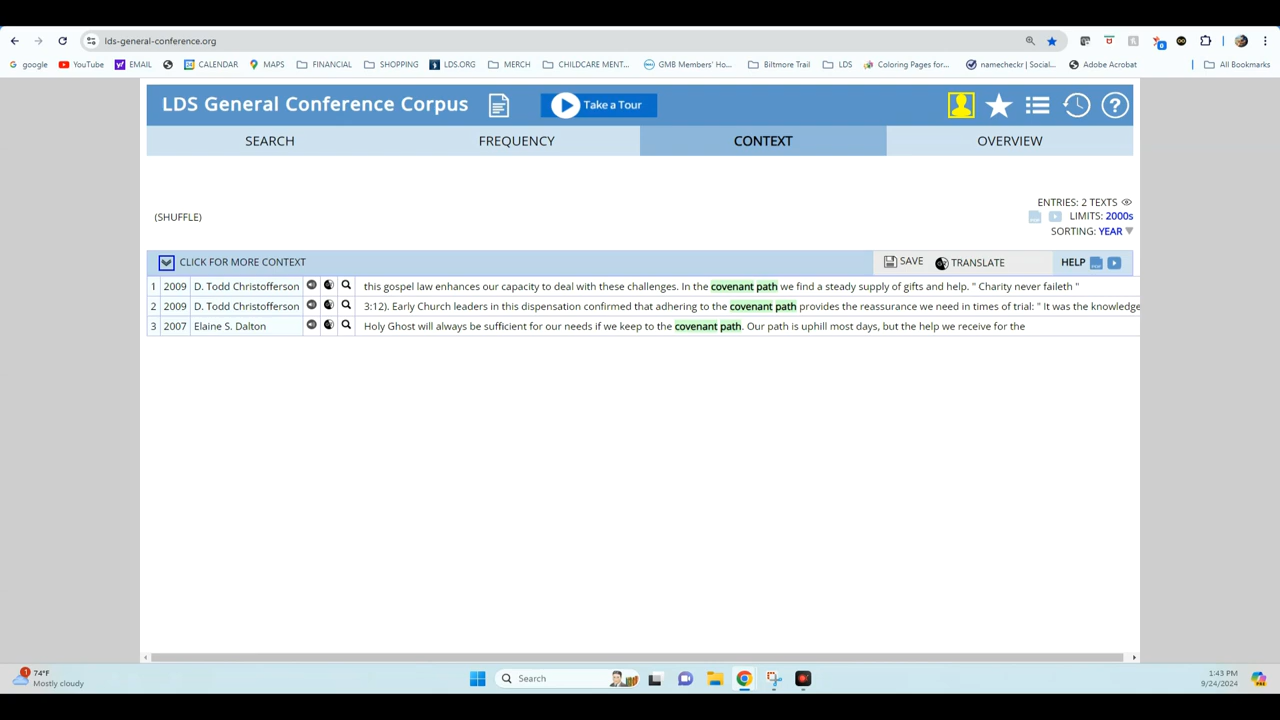 lds-general-conference.org
google YouTube EMAIL CALENDAR MAPS FINANCIAL SHOPPING LDS.ORG MERCH CHILDCARE MENT... GMB Members' Ho... Biltmore Trail LDS Coloring Pages for... namecheckr | Social... Adobe Acrobat All Bookmarks
LDS General Conference Corpus Take a Tour
SEARCH FREQUENCY CONTEXT OVERVIEW
ENTRIES: 2 TEXTS
(SHUFFLE) LIMITS: 2000s
SORTING: YEAR
CLICK FOR MORE CONTEXT SAVE TRANSLATE HELP
1 2009 D. Todd Christofferson this gospel law enhances our capacity to deal with these challenges. In the covenant path we find a steady supply of gifts and help. " Charity never faileth "
2 2009 D. Todd Christofferson 3:12). Early Church leaders in this dispensation confirmed that adhering to the covenant path provides the reassurance we need in times of trial: " It was the knowledge
3 2007 Elaine S. Dalton Holy Ghost will always be sufficient for our needs if we keep to the covenant path. Our path is uphill most days, but the help we receive for the
74°F
Mostly cloudy
Search
1:43 PM
9/24/2024